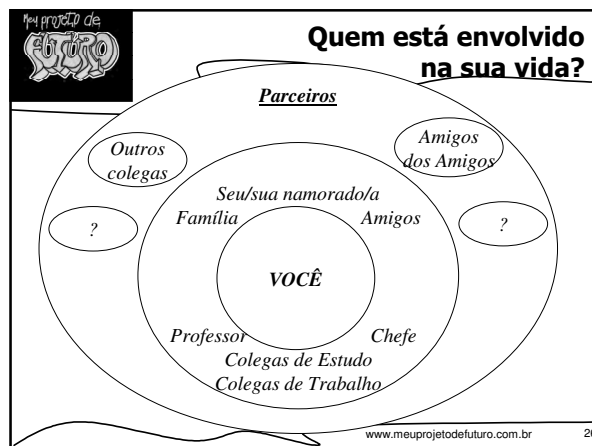 Meu projeto de
FUTURO
Quem está envolvido
na sua vida?
Parceiros
Outros
colegas
Amigos
dos Amigos
Seu/sua namorado/a
Família
Amigos
?
?
VOCÊ
Professor
Chefe
Colegas de Estudo
Colegas de Trabalho
www.meuprojetodefuturo.com.br